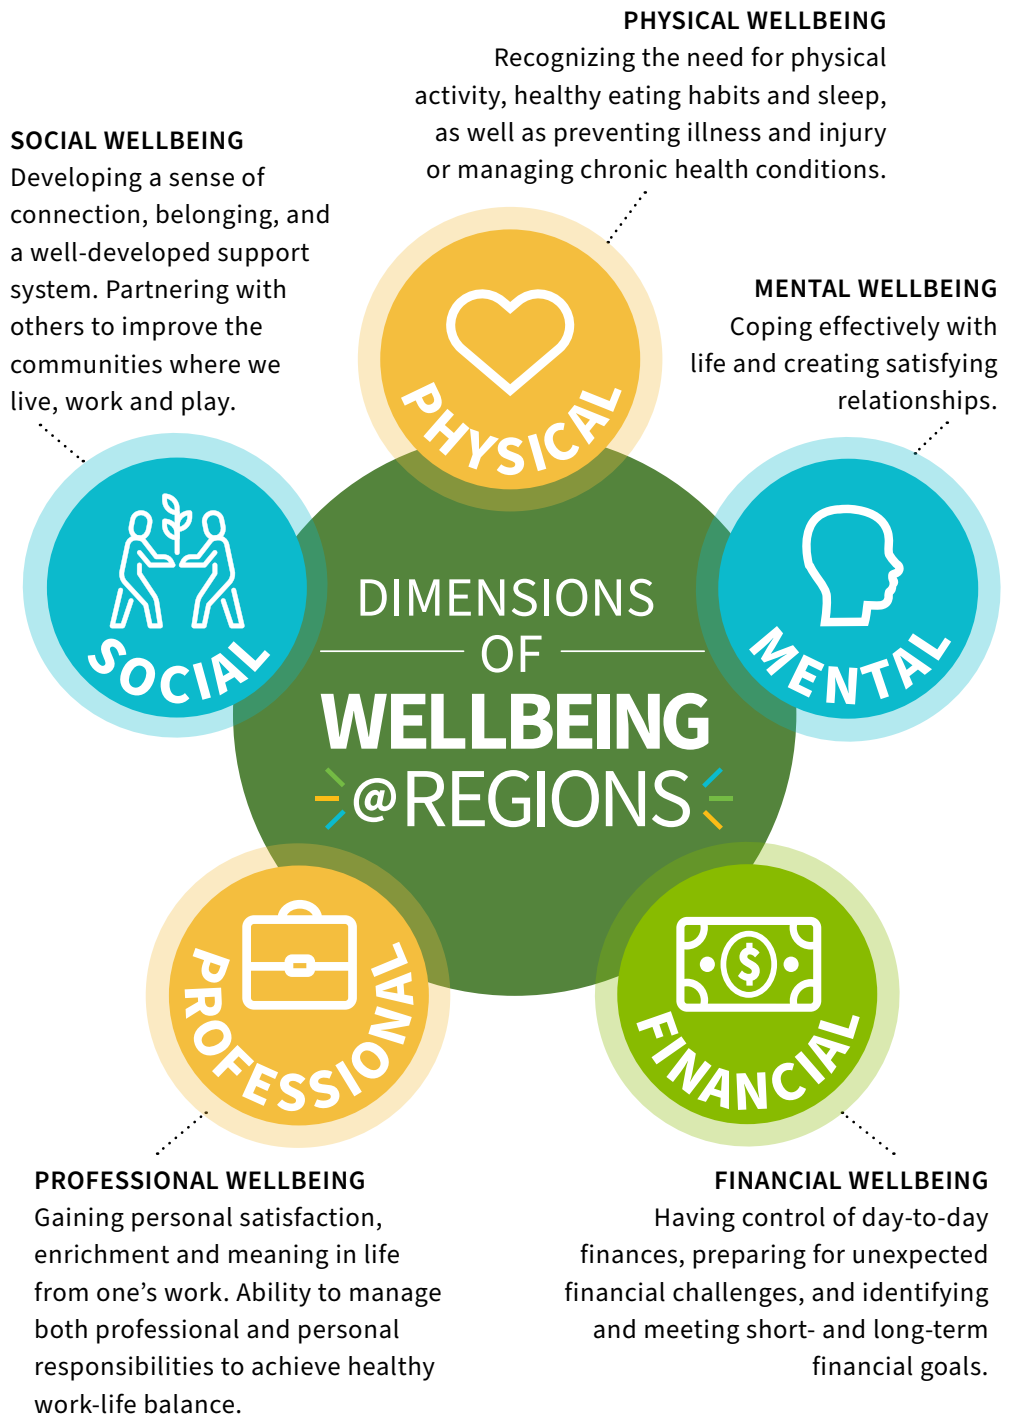 PHYSICAL WELLBEING
Recognizing the need for physical
activity, healthy eating habits and sleep,
as well as preventing illness and injury
or managing chronic health conditions.
SOCIAL WELLBEING
Developing a sense of
connection, belonging, and
a well-developed support
system. Partnering with
others to improve the
communities where we
live, work and play.
MENTAL WELLBEING
Coping effectively with
life and creating satisfying
relationships.
PHYSICAL
SOCIAL
MENTAL
DIMENSIONS
OF
WELLBEING
@REGIONS
PROFESSIONAL
$
FINANCIAL
PROFESSIONAL WELLBEING
Gaining personal satisfaction,
enrichment and meaning in life
from one’s work. Ability to manage
both professional and personal
responsibilities to achieve healthy
work-life balance.
FINANCIAL WELLBEING
Having control of day-to-day
finances, preparing for unexpected
financial challenges, and identifying
and meeting short- and long-term
financial goals.